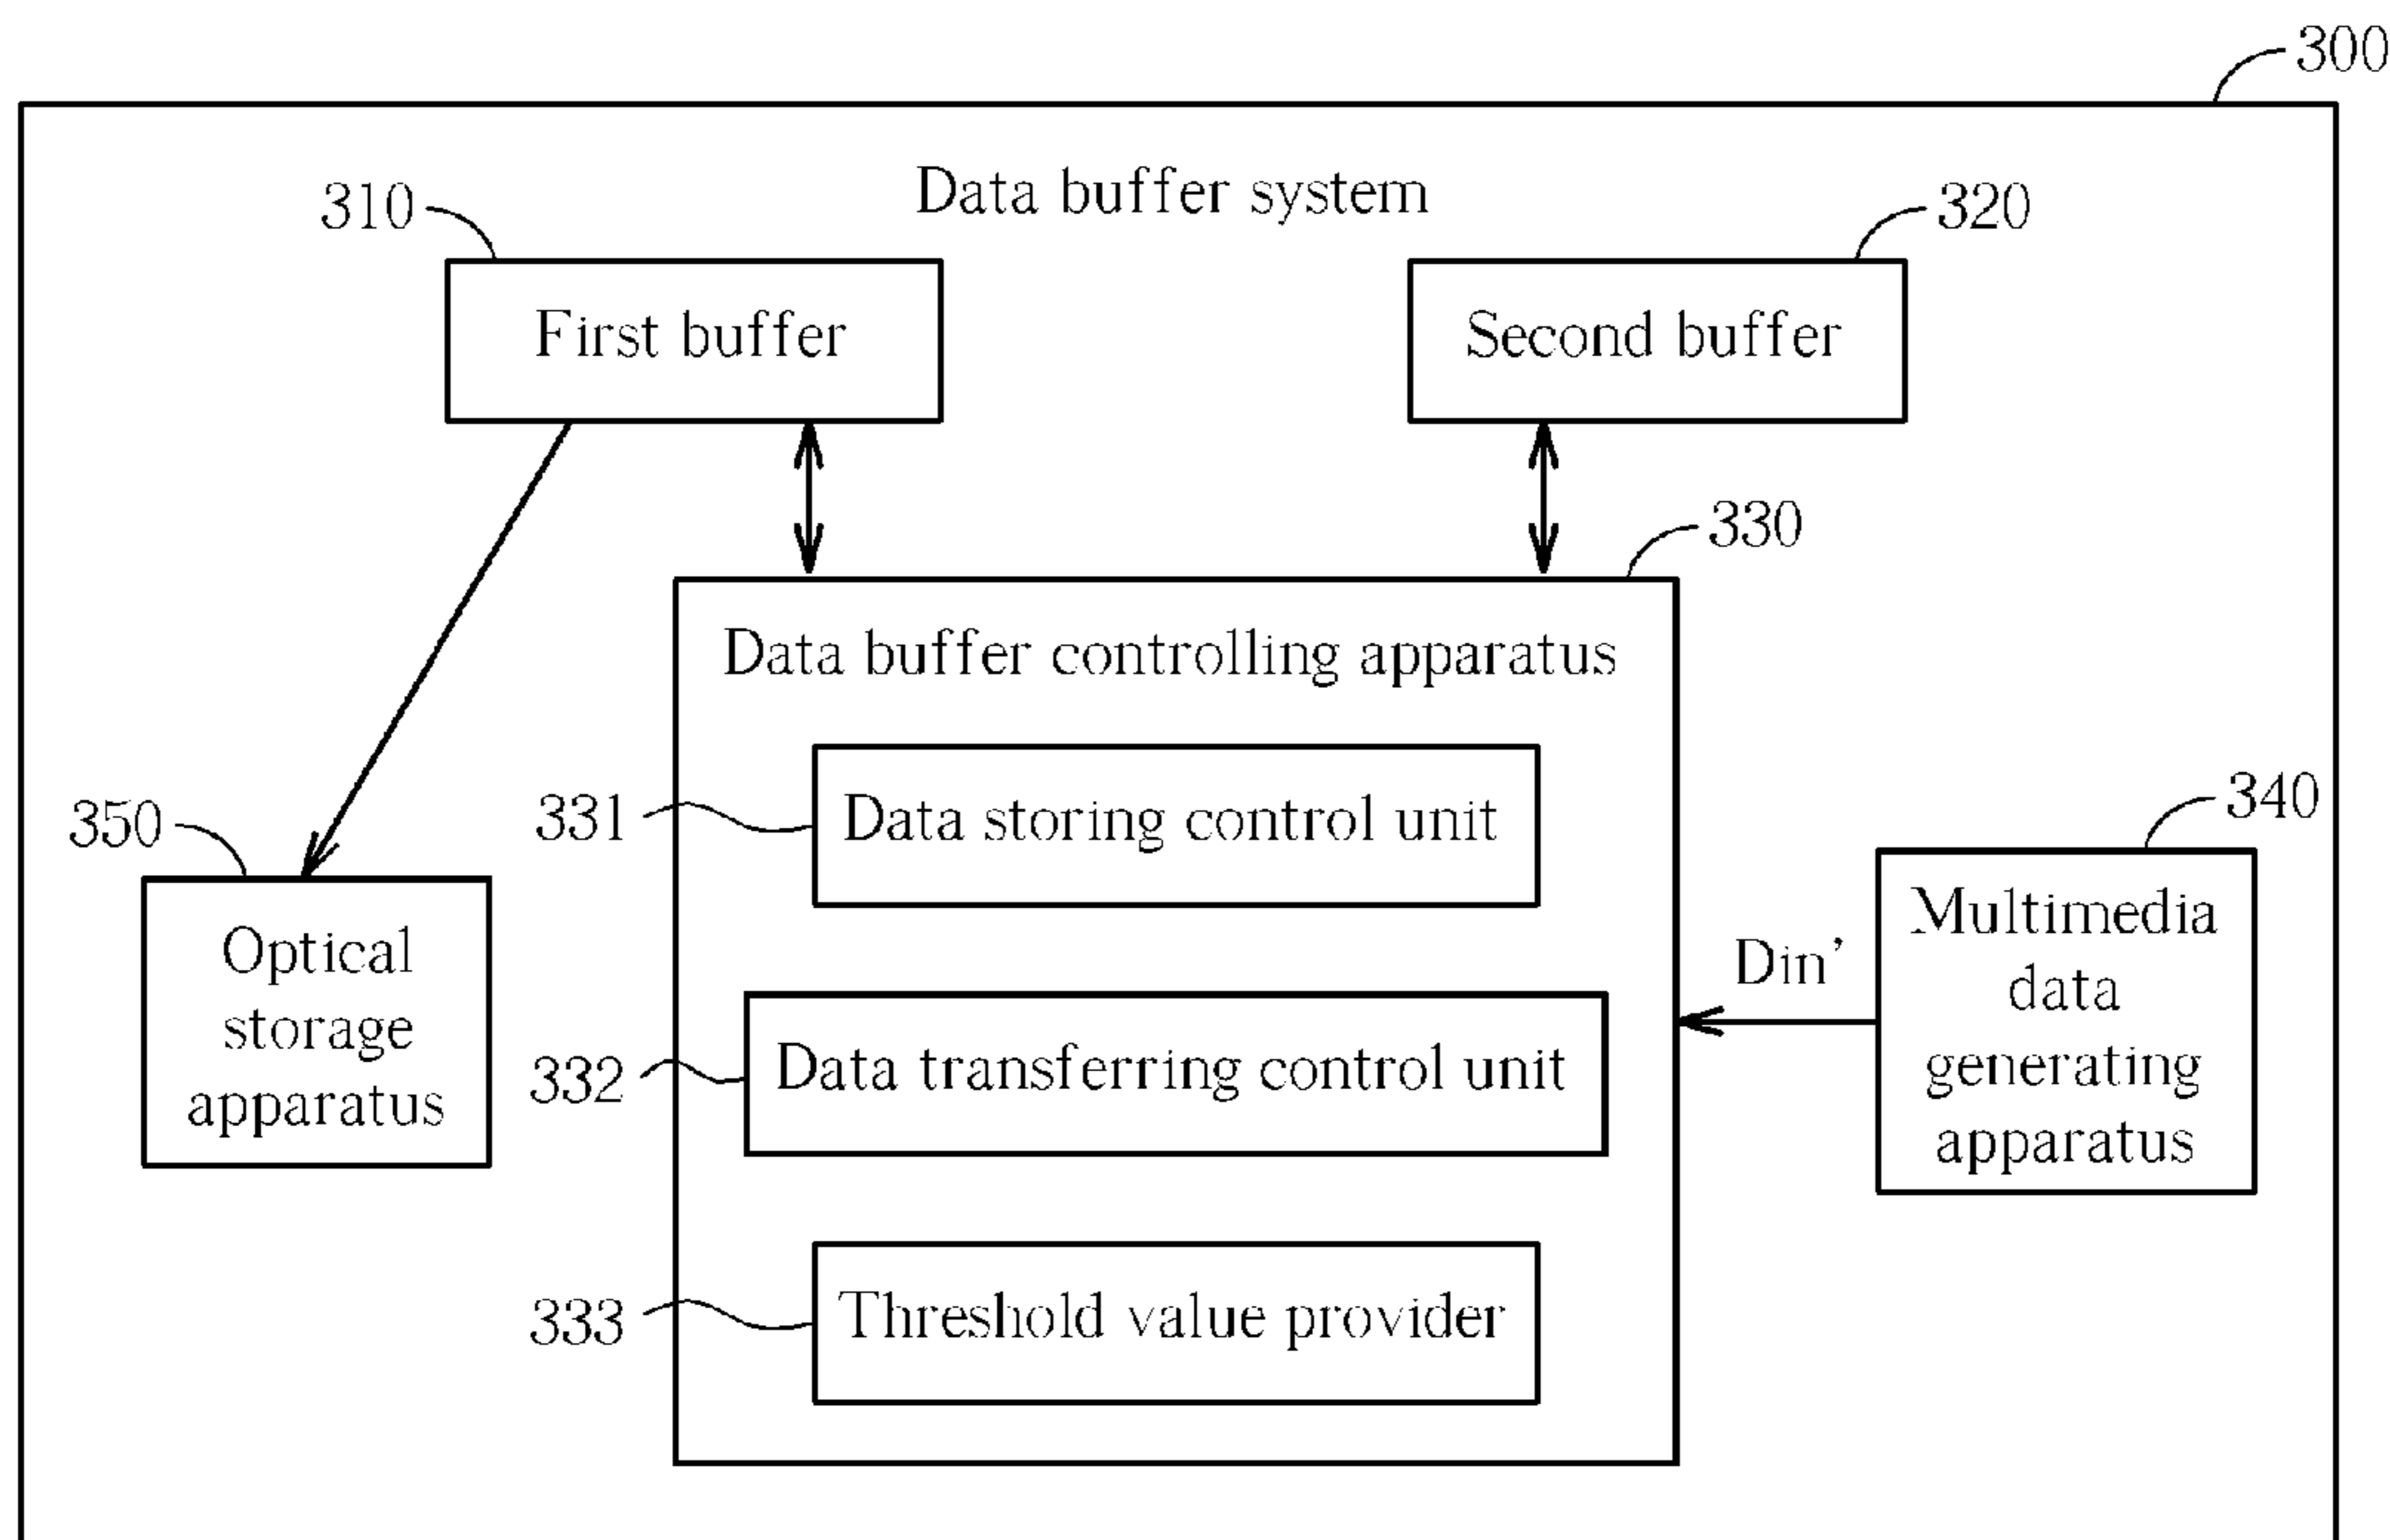 300
Data buffer system
310
320
First buffer
Second buffer
330
Data buffer controlling apparatus
350
331
Data storing control unit
340
Optical
storage
apparatus
Din’
Multimedia
data
generating
apparatus
332
Data transferring control unit
333
Threshold value provider